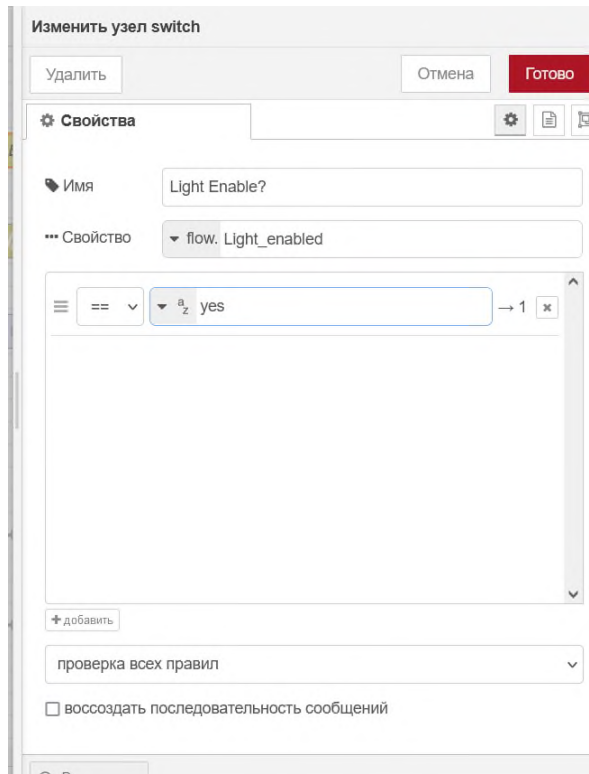 Изменить узел switch
Удалить Отмена Готово
Свойства
Имя Light Enable?
Свойство flow. Light_enabled
== a z yes → 1
добавить
проверка всех правил
воссоздать последовательность сообщений